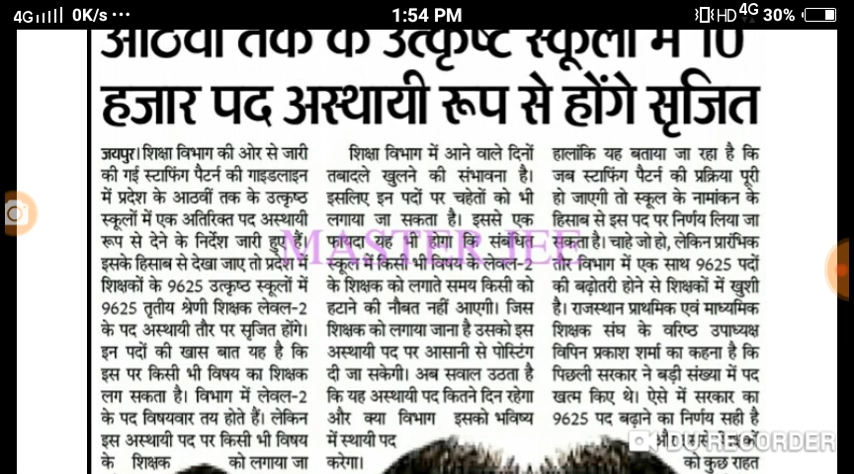 4G 0K/s ... 1:54 PM HD 4G 30%
आठवीं तक के उत्कृष्ट स्कूलों में 10
हजार पद अस्थायी रूप से होंगे सृजित
जयपुर। शिक्षा विभाग की ओर से जारी
की गई स्टाफिंग पैटर्न की गाइडलाइन
में प्रदेश के आठवीं तक के उत्कृष्ठ
स्कूलों में एक अतिरिक्त पद अस्थायी
रूप से देने के निर्देश जारी हुए हैं।
इसके हिसाब से देखा जाए तो प्रदेश में
शिक्षकों के 9625 उत्कृष्ठ स्कूलों में
9625 तृतीय श्रेणी शिक्षक लेवल-2
के पद अस्थायी तौर पर सृजित होंगे।
इन पदों की खास बात यह है कि
इस पर किसी भी विषय का शिक्षक
लग सकता है। विभाग में लेवल-2
के पद विषयवार तय होते हैं। लेकिन
इस अस्थायी पद पर किसी भी विषय
के शिक्षक को लगाया जा
शिक्षा विभाग में आने वाले दिनों
तबादले खुलने की संभावना है।
इसलिए इन पदों पर चहेतों को भी
लगाया जा सकता है। इससे एक
फायदा यह भी होगा कि संबंधित
स्कूल में किसी भी विषय के लेवल-2
के शिक्षक को लगाते समय किसी को
हटाने की नौबत नहीं आएगी। जिस
शिक्षक को लगाया जाना है उसको इस
अस्थायी पद पर आसानी से पोस्टिंग
दी जा सकेगी। अब सवाल उठता है
कि यह अस्थायी पद कितने दिन रहेगा
और क्या विभाग इसको भविष्य
में स्थायी पद
करेगा।
हालांकि यह बताया जा रहा है कि
जब स्टाफिंग पैटर्न की प्रक्रिया पूरी
हो जाएगी तो स्कूल के नामांकन के
हिसाब से इस पद पर निर्णय लिया जा
सकता है। चाहे जो हो, लेकिन प्रारंभिक
तौर विभाग में एक साथ 9625 पदों
की बढ़ोतरी होने से शिक्षकों में खुशी
है। राजस्थान प्राथमिक एवं माध्यमिक
शिक्षक संघ के वरिष्ठ उपाध्यक्ष
विपिन प्रकाश शर्मा का कहना है कि
पिछली सरकार ने बड़ी संख्या में पद
खत्म किए थे। ऐसे में सरकार का
9625 पद बढ़ाने का निर्णय सही है
को कुछ राहत
MASTER JEE
DU RECORDER